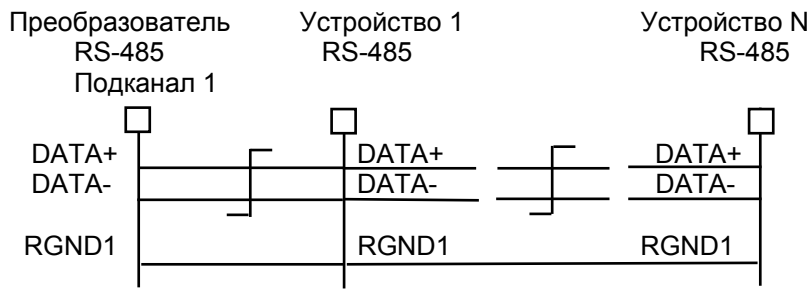 Преобразователь Устройство 1 Устройство N
RS-485 RS-485 RS-485
Подканал 1
DATA+ DATA+ DATA+
DATA- DATA- DATA-
RGND1 RGND1 RGND1